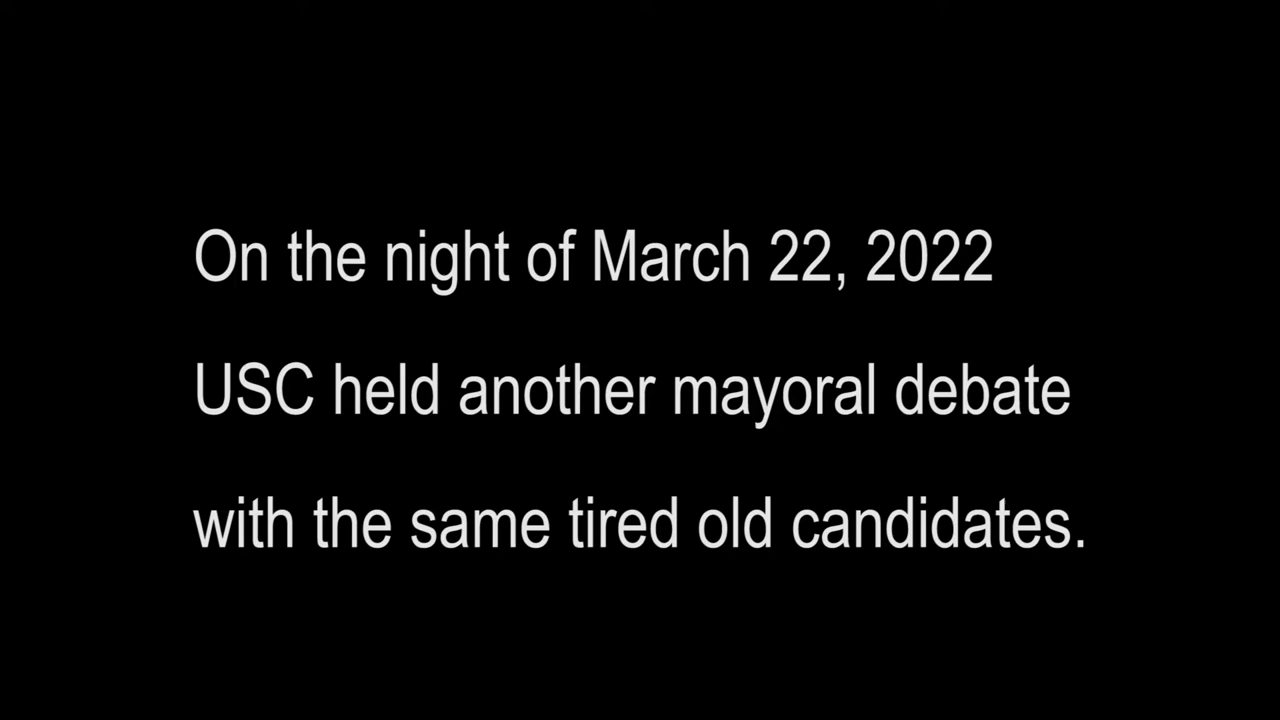 On the night of March 22, 2022
USC held another mayoral debate
with the same tired old candidates.